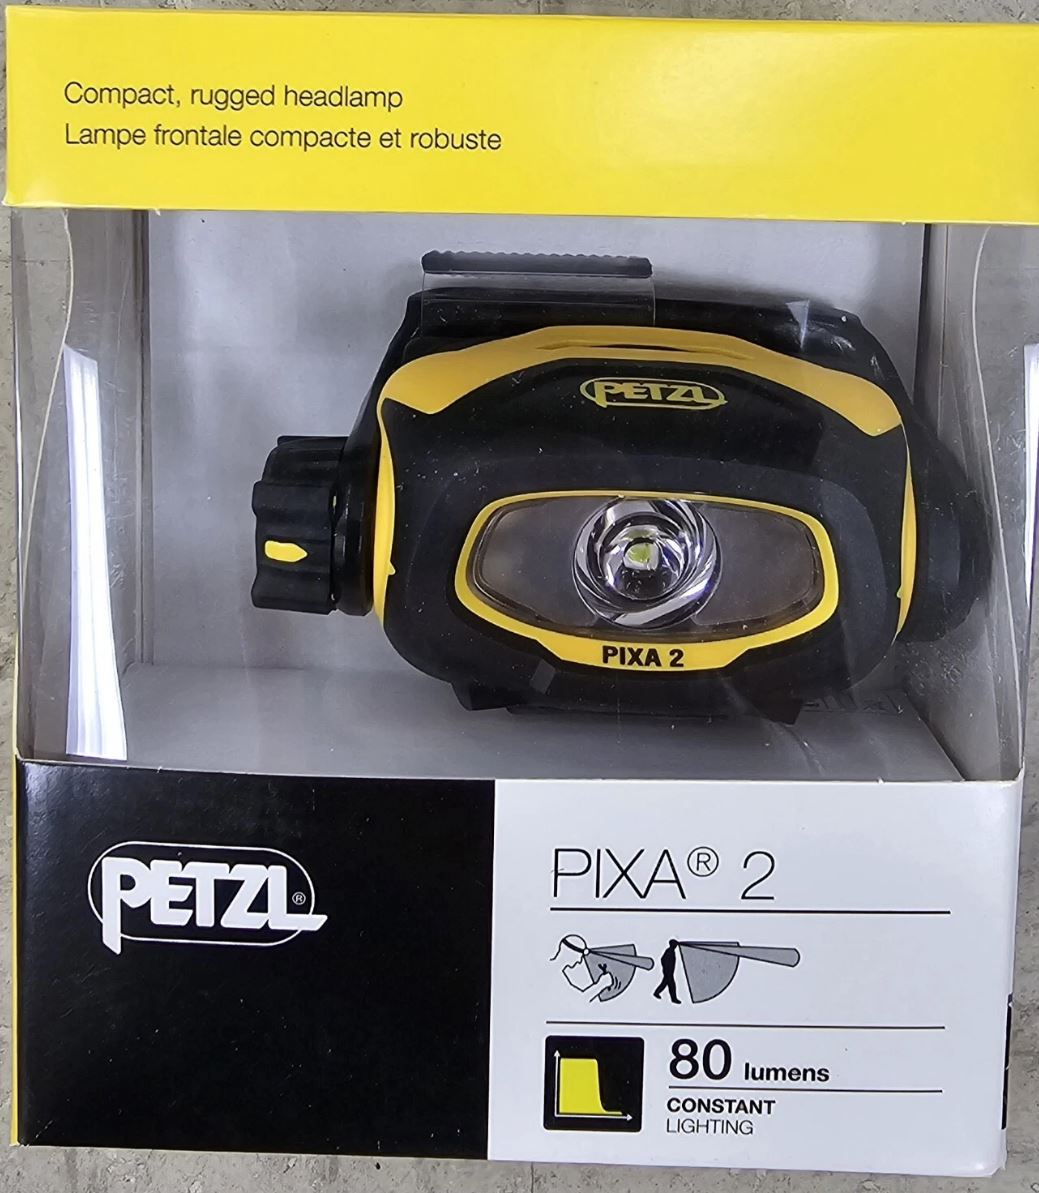 Compact, rugged headlamp
Lampe frontale compacte et robuste
PETZL
PIXA 2
PETZL®
PIXA® 2
80 lumens
CONSTANT
LIGHTING